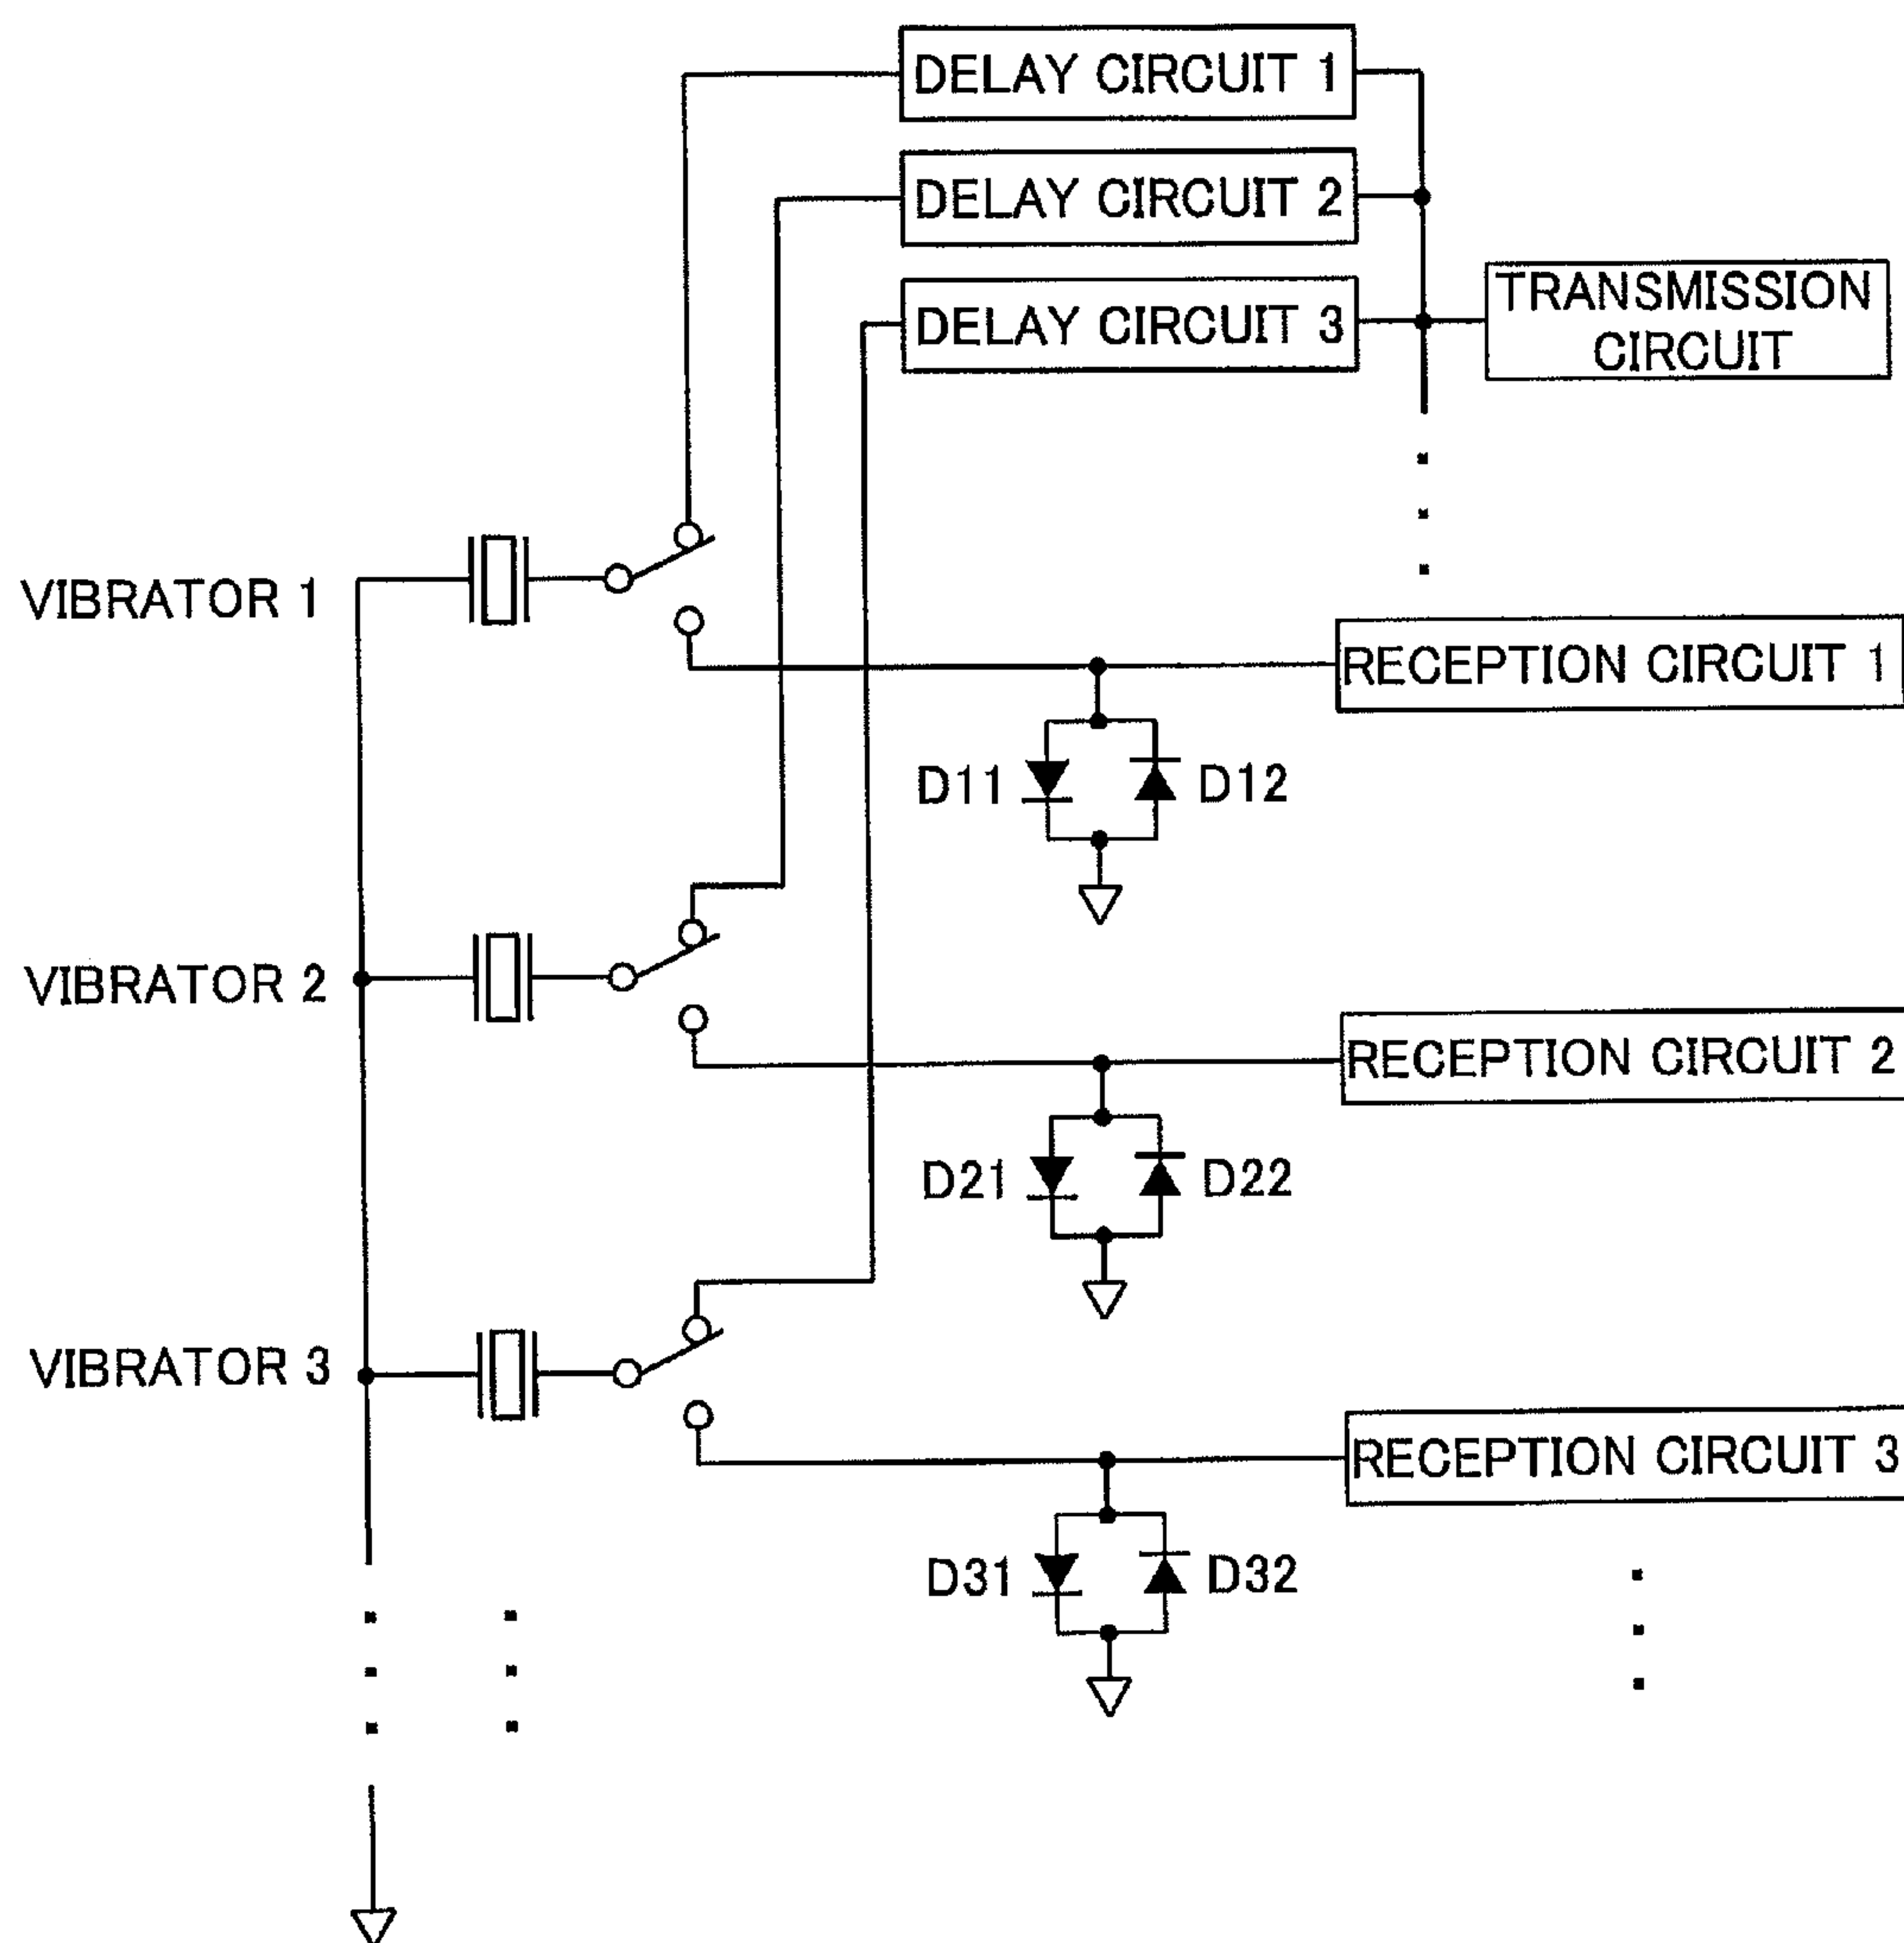 DELAY CIRCUIT 1
DELAY CIRCUIT 2
DELAY CIRCUIT 3
TRANSMISSION
CIRCUIT
VIBRATOR 1
RECEPTION CIRCUIT 1
D11
D12
VIBRATOR 2
RECEPTION CIRCUIT 2
D21
D22
VIBRATOR 3
RECEPTION CIRCUIT 3
D31
D32